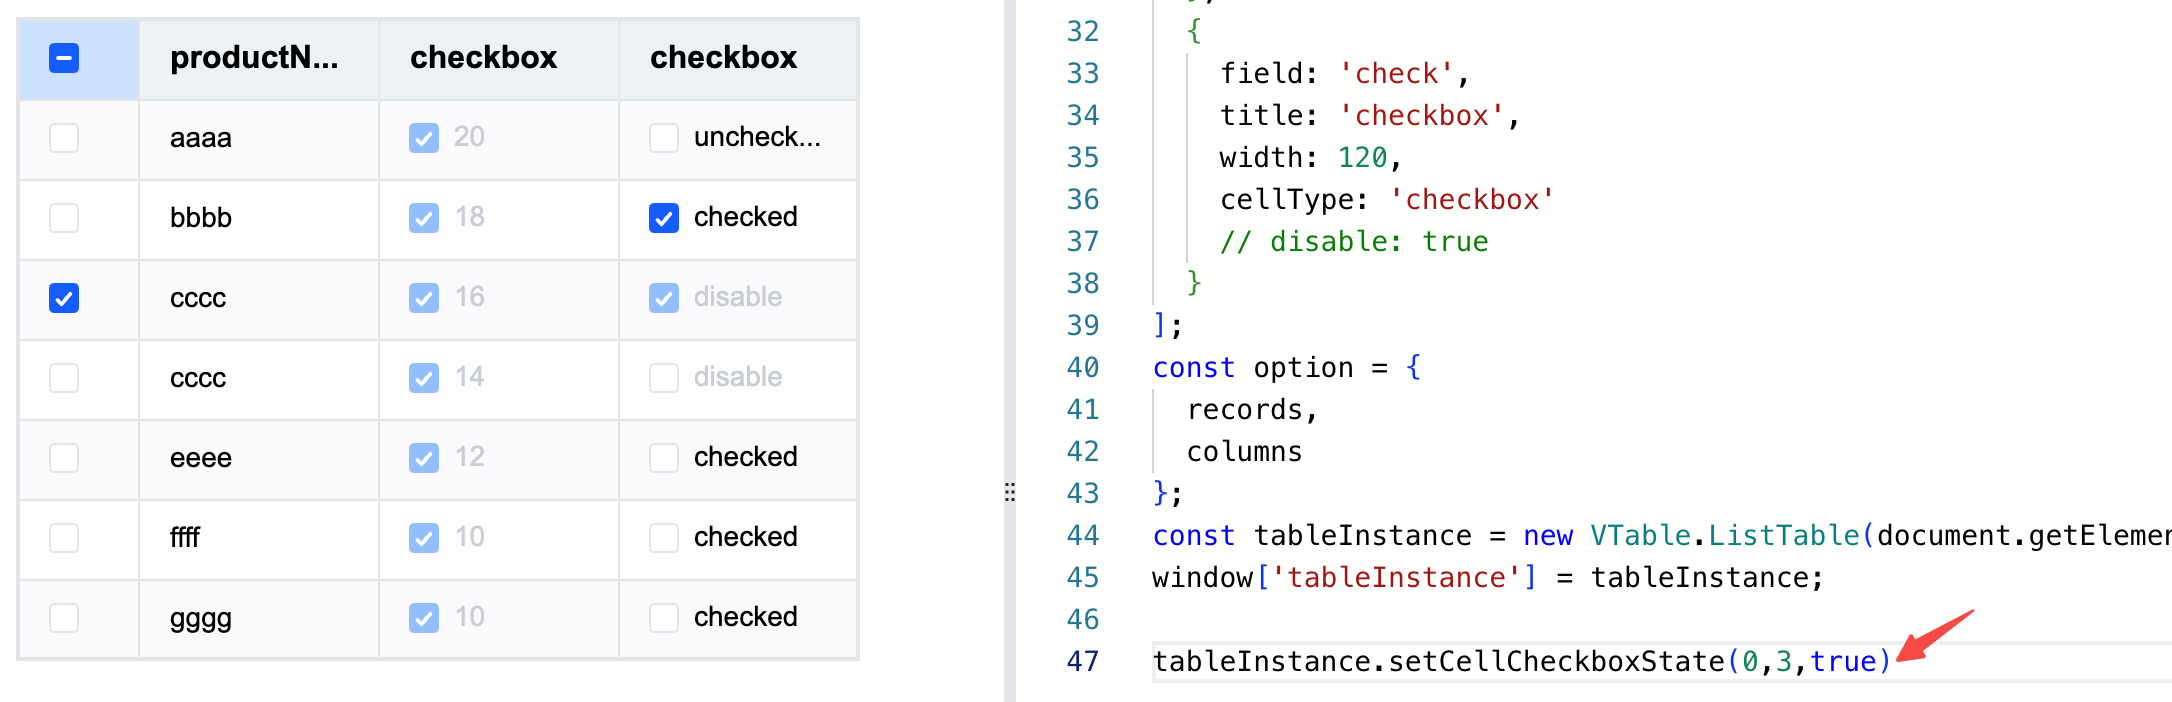 productN... checkbox checkbox
aaaa 20 uncheck...
bbbb 18 checked
cccc 16 disable
cccc 14 disable
eeee 12 checked
ffff 10 checked
gggg 10 checked
32 {
33 field: 'check',
34 title: 'checkbox',
35 width: 120,
36 cellType: 'checkbox'
37 // disable: true
38 }
39 ];
40 const option = {
41 records,
42 columns
43 };
44 const tableInstance = new VTable.ListTable(document.getElemen
45 window['tableInstance'] = tableInstance;
46
47 tableInstance.setCellCheckboxState(0,3,true)